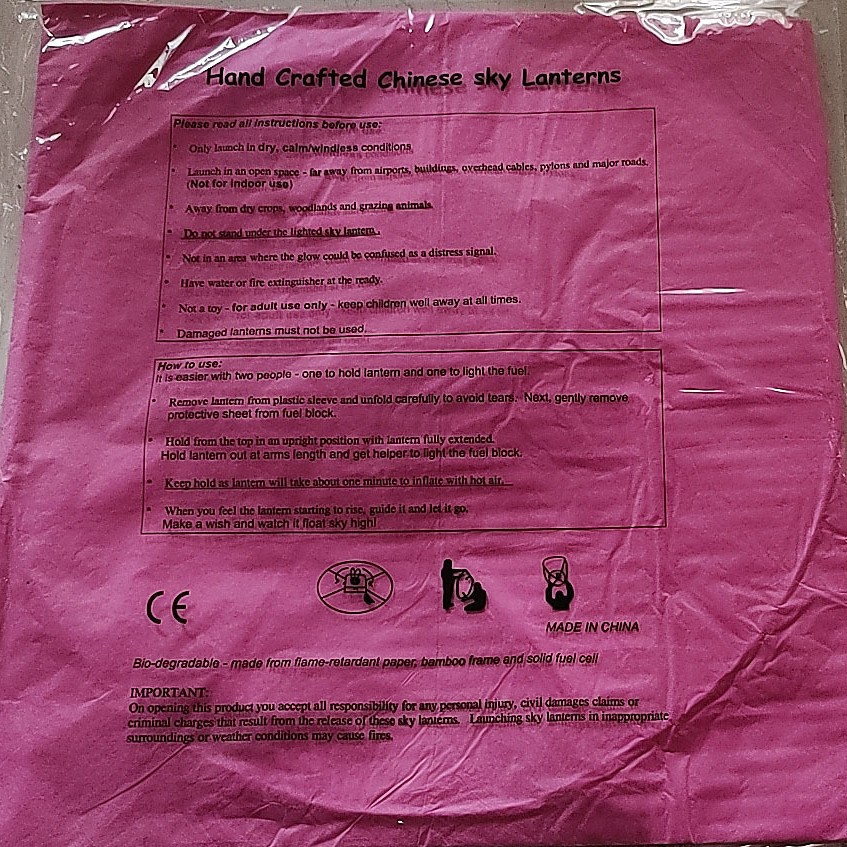 Hand Crafted Chinese sky Lanterns
Please read all instructions before use:
• Only launch in dry, calm/windless conditions
• Launch in an open space - far away from airports, buildings, overhead cables, pylons and major roads.
(Not for indoor use)
• Away from dry crops, woodlands and grazing animals.
• Do not stand under the lighted sky lantern.
• Not in an area where the glow could be confused as a distress signal.
• Have water or fire extinguisher at the ready.
• Not a toy - for adult use only - keep children well away at all times.
• Damaged lanterns must not be used.
How to use:
It is easier with two people - one to hold lantern and one to light the fuel.
• Remove lantern from plastic sleeve and unfold carefully to avoid tears. Next, gently remove
protective sheet from fuel block.
• Hold from the top in an upright position with lantern fully extended.
Hold lantern out at arms length and get helper to light the fuel block.
• Keep hold as lantern will take about one minute to inflate with hot air.
• When you feel the lantern starting to rise, guide it and let it go.
Make a wish and watch it float sky high!
CE
MADE IN CHINA
Bio-degradable - made from flame-retardant paper, bamboo frame and solid fuel cell
IMPORTANT:
On opening this product you accept all responsibility for any personal injury, civil damages claims or
criminal charges that result from the release of these sky lanterns. Launching sky lanterns in inappropriate
surroundings or weather conditions may cause fires.